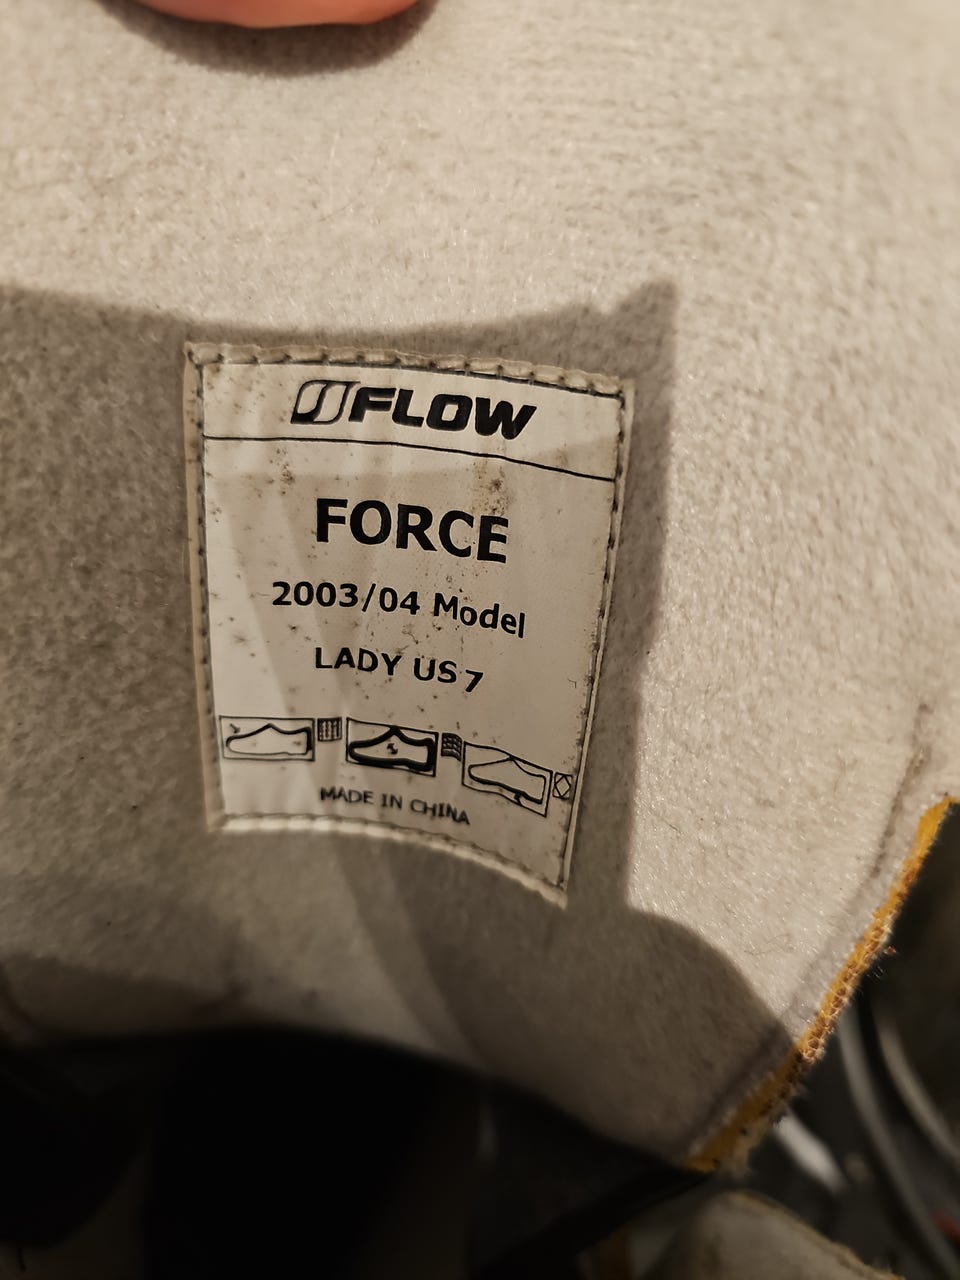 FLOW
FORCE
2003/04 Model
LADY US 7
MADE IN CHINA